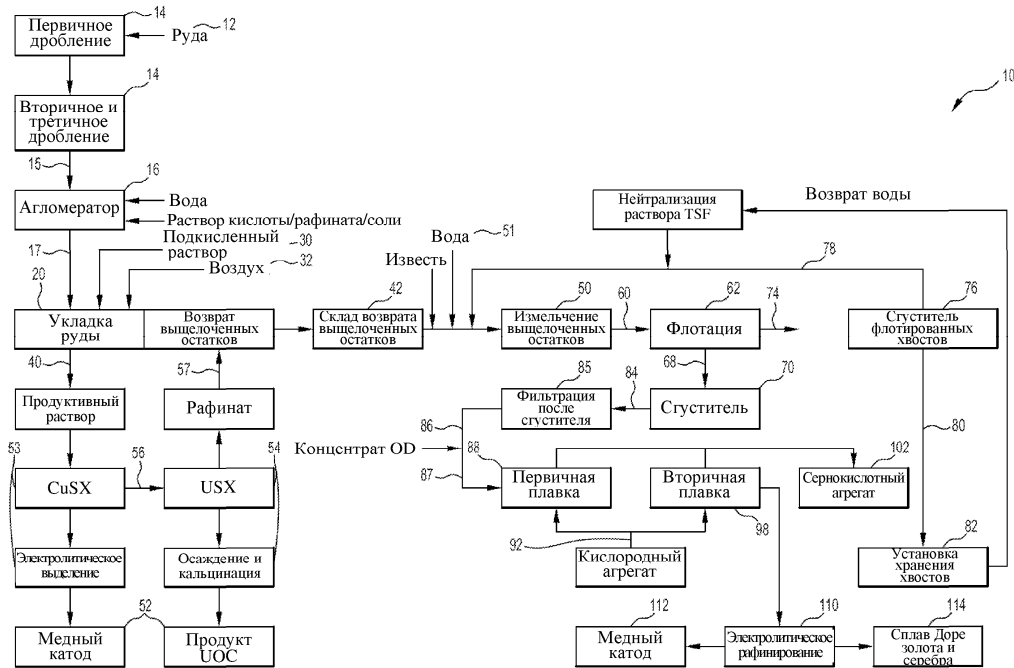 14
Первичное
дробление
Руда
12
14
Вторичное и
третичное
дробление
10
15
16
Агломератор
Вода
Раствор кислоты/рафината/соли
Нейтрализация
раствора TSF
Возврат воды
17
Подкисленный
раствор
30
Воздух
32
Вода
51
Известь
78
20
Укладка
руды
Возврат
выщелоченных
остатков
42
Склад возврата
выщелоченных
остатков
50
Измельчение
выщелоченных
остатков
60
62
Флотация
74
76
Сгуститель
флотированных
хвостов
40
57
68
Продуктивный
раствор
Рафинат
85
Фильтрация
после
сгустителя
84
70
Сгуститель
86
80
Концентрат OD
87
53
CuSX
56
USX
54
88
Первичная
плавка
Вторичная
плавка
98
102
Сернокислотный
агрегат
92
Кислородный
агрегат
82
Установка
хранения
хвостов
Электролитическое
выделение
Осаждение и
кальцинация
52
Медный
катод
Продукт
UOC
112
Медный
катод
110
Электролитическое
рафинирование
114
Сплав Доре
золота и
серебра